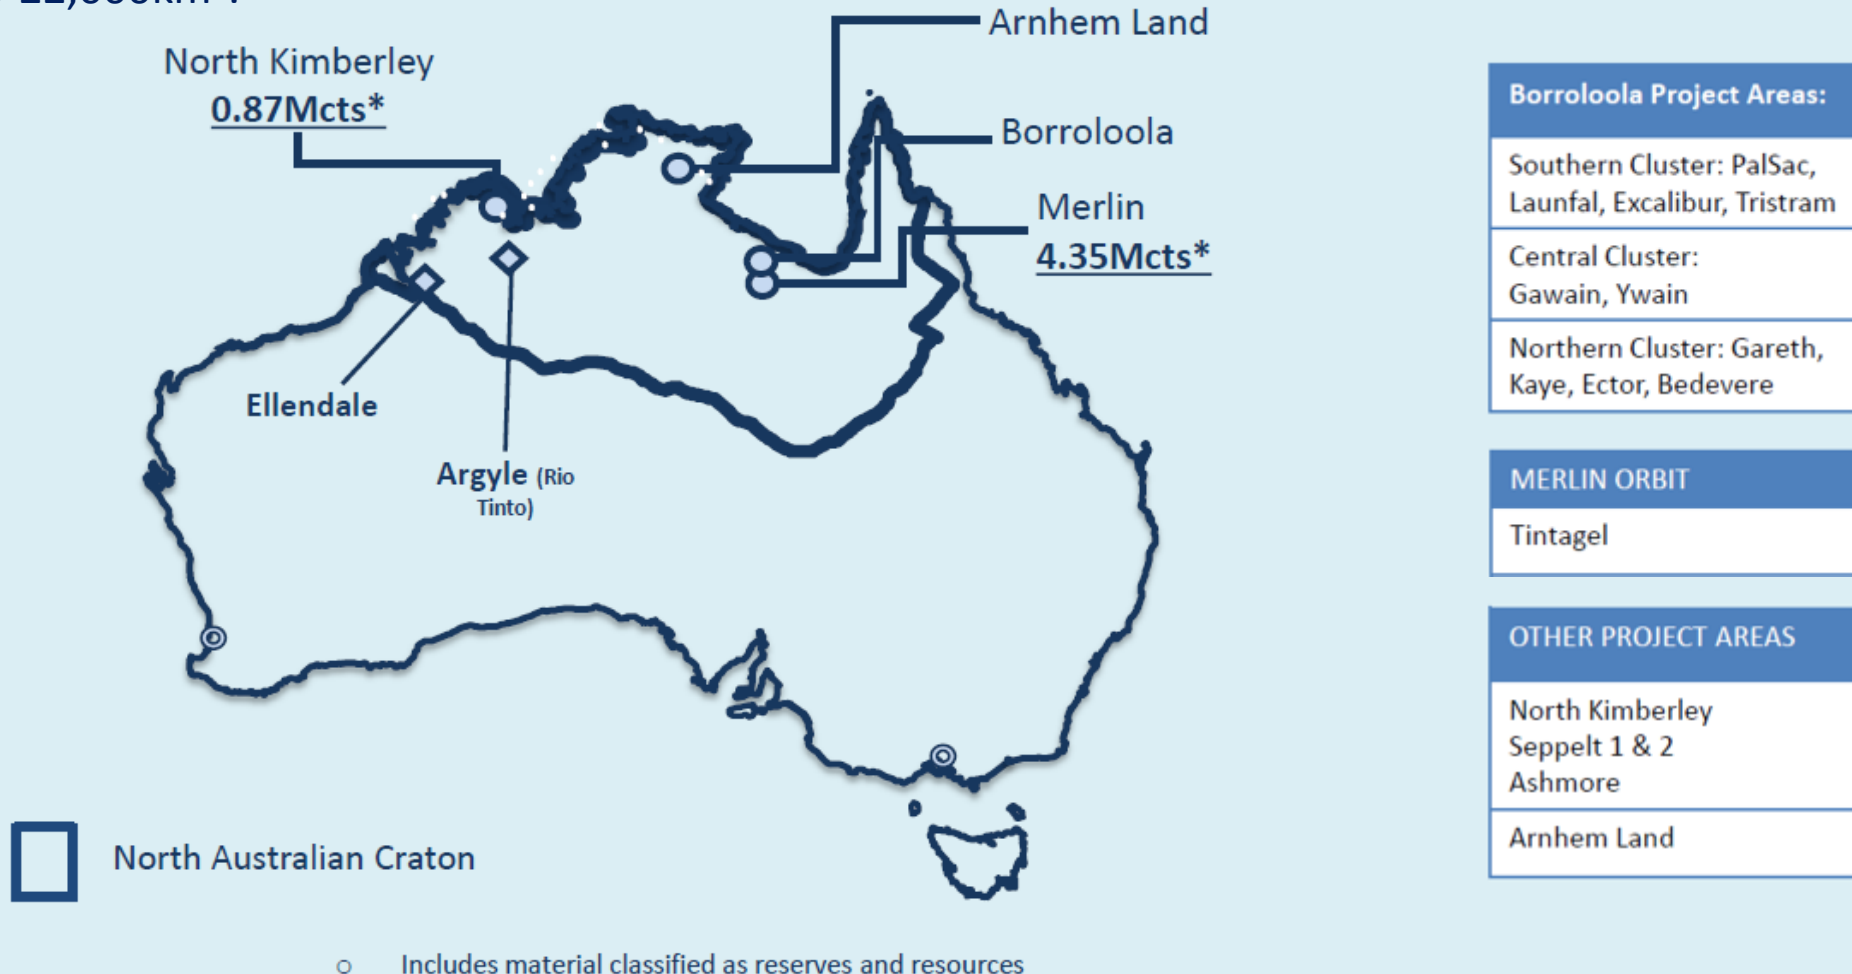 Arnhem Land
North Kimberley
0.87Mcts*
Borroloola
Merlin
4.35Mcts*
Ellendale
Argyle (Rio
Tinto)
North Australian Craton
○ Includes material classified as reserves and resources
Borroloola Project Areas:
Southern Cluster: PalSac,
Launfal, Excalibur, Tristram
Central Cluster:
Gawain, Ywain
Northern Cluster: Gareth,
Kaye, Ector, Bedevere
MERLIN ORBIT
Tintagel
OTHER PROJECT AREAS
North Kimberley
Seppelt 1 & 2
Ashmore
Arnhem Land